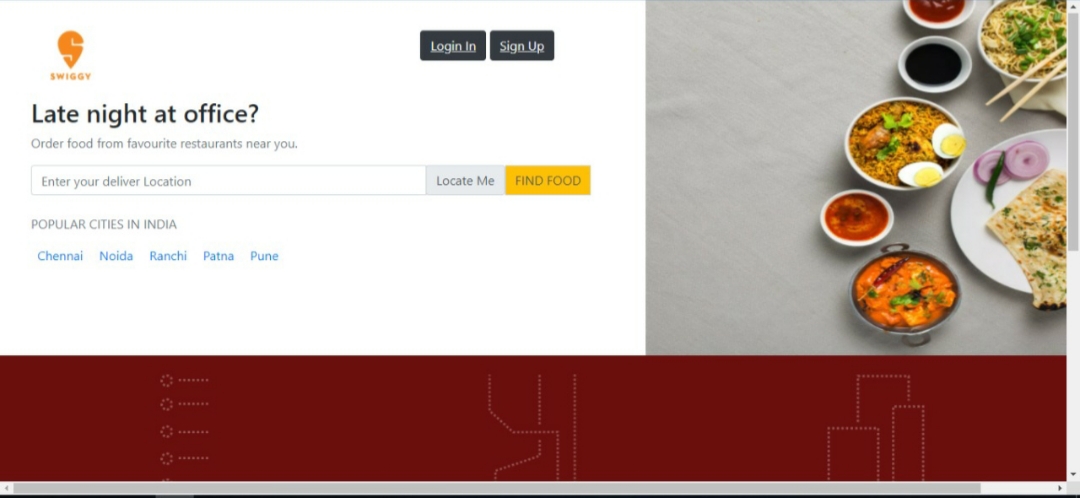 SWIGGY
Login In Sign Up
Late night at office?
Order food from favourite restaurants near you.
Enter your deliver Location Locate Me FIND FOOD
POPULAR CITIES IN INDIA
Chennai Noida Ranchi Patna Pune